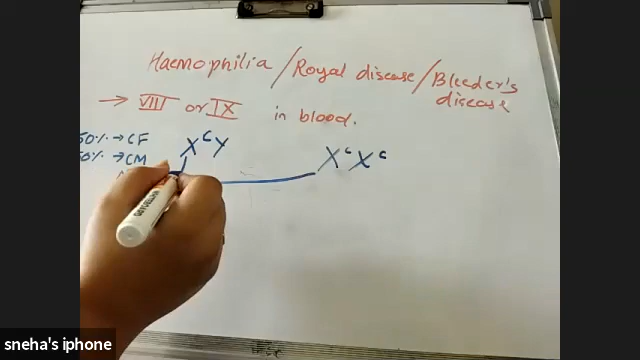 Haemophilia / Royal disease / Bleeder's
disease
→ VIII or IX in blood.
50% → CF
50% → CM
X^c Y
X^c X^c
sneha's iphone